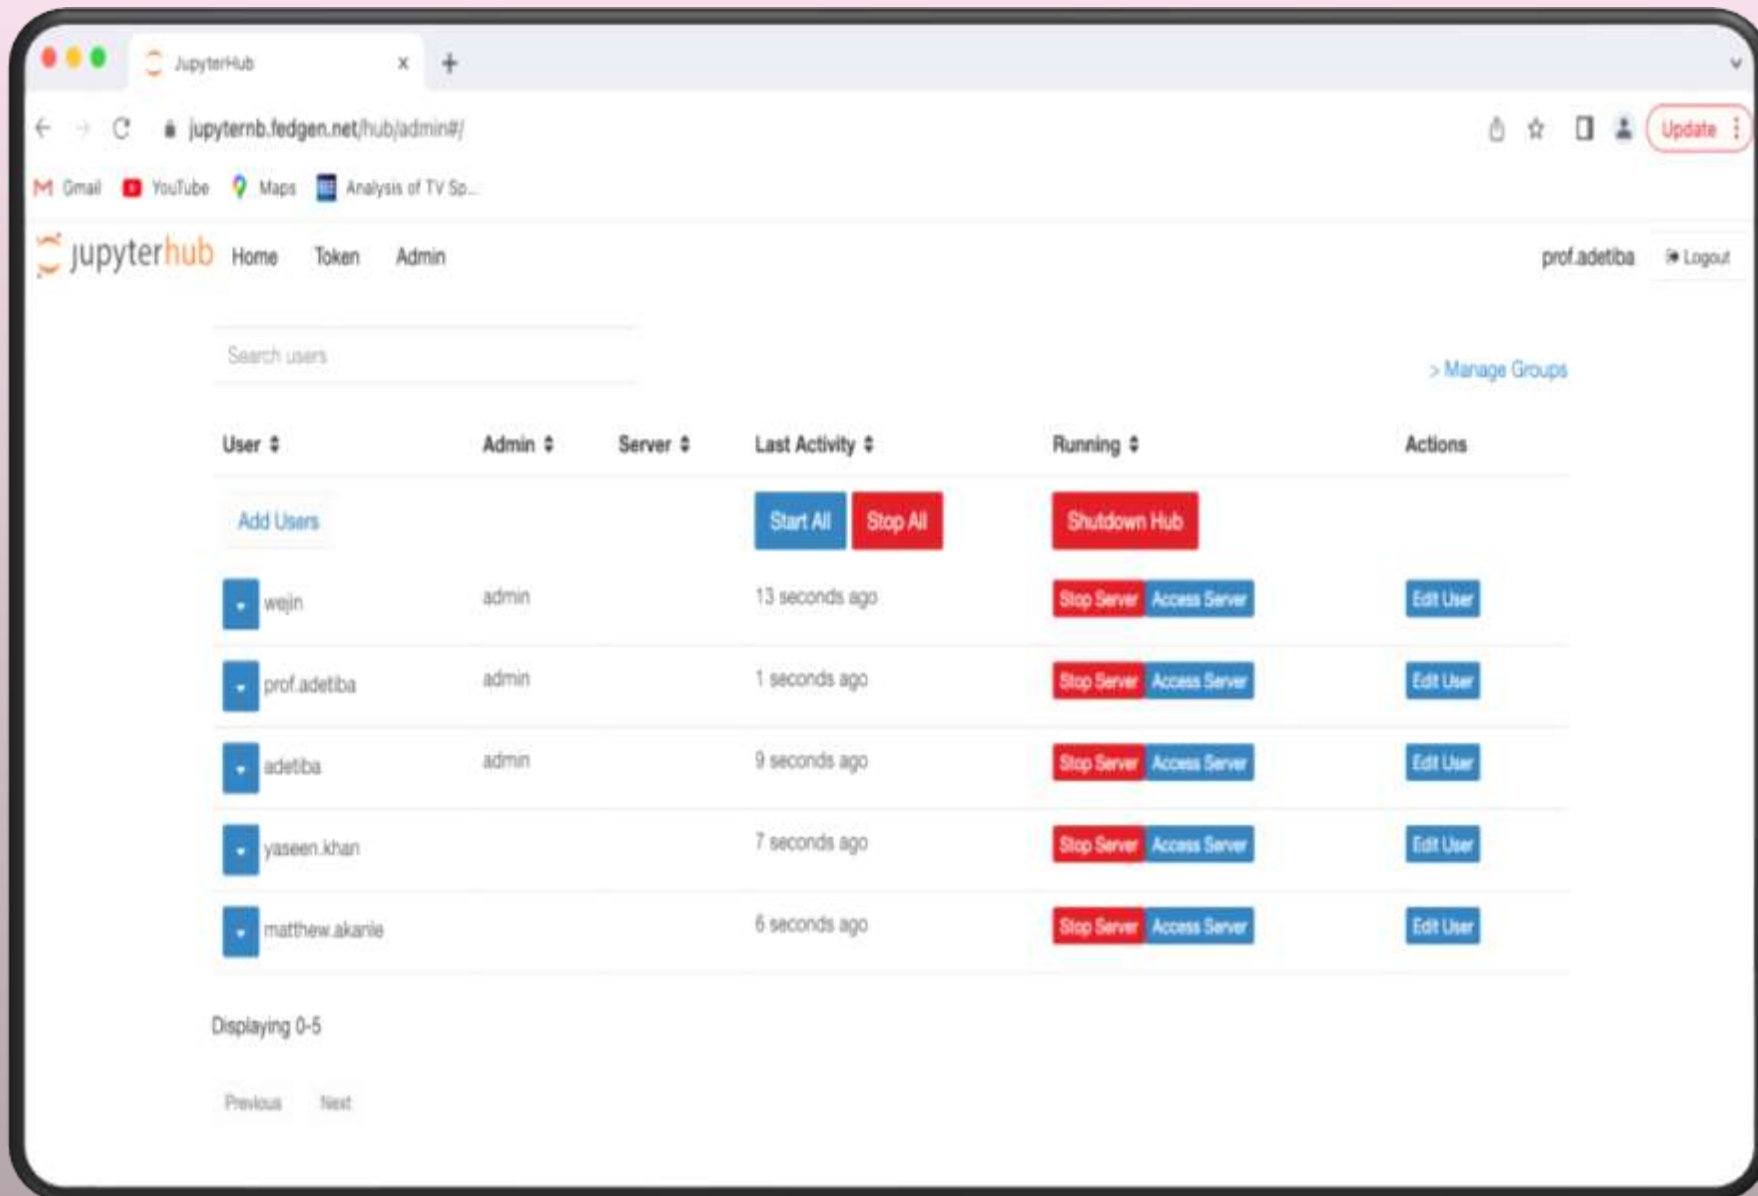 JupyterHub
jupyternb.fedgen.net/hub/admin#/
Update
Gmail YouTube Maps Analysis of TV Sp...
jupyterhub Home Token Admin prof.adetiba Logout
Search users
> Manage Groups
User Admin Server Last Activity Running Actions
Add Users Start All Stop All Shutdown Hub
wejin admin 13 seconds ago Stop Server Access Server Edit User
prof.adetiba admin 1 seconds ago Stop Server Access Server Edit User
adetiba admin 9 seconds ago Stop Server Access Server Edit User
yaseen.khan 7 seconds ago Stop Server Access Server Edit User
matthew.akanle 6 seconds ago Stop Server Access Server Edit User
Displaying 0-5
Previous Next